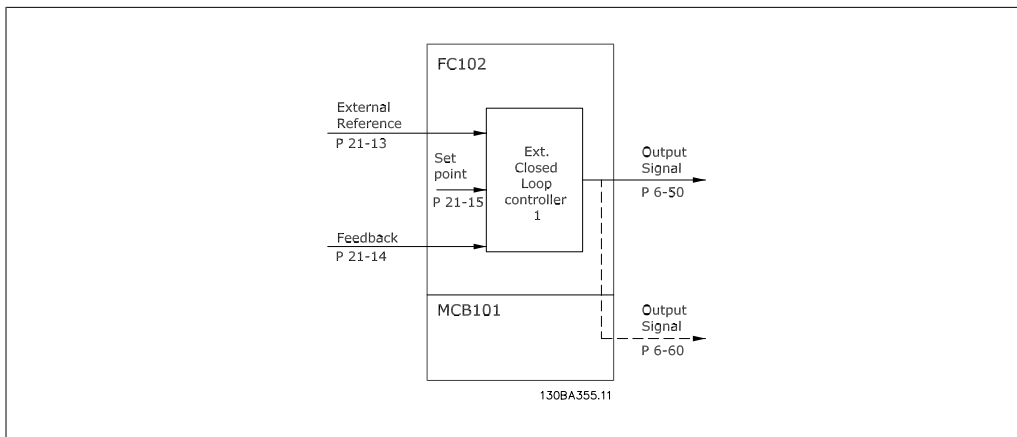 FC102
External
Reference
P 21-13
Set
point
P 21-15
Feedback
P 21-14
Ext.
Closed
Loop
controller
1
Output
Signal
P 6-50
MCB101
Output
Signal
P 6-60
130BA355.11